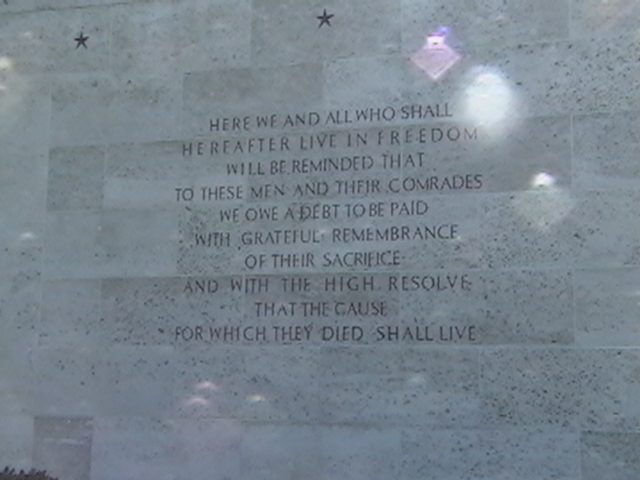 HERE WE AND ALL WHO SHALL
HEREAFTER LIVE IN FREEDOM
WILL BE REMINDED THAT
TO THESE MEN AND THEIR COMRADES
WE OWE A DEBT TO BE PAID
WITH GRATEFUL REMEMBRANCE
OF THEIR SACRIFICE
AND WITH THE HIGH RESOLVE
THAT THE CAUSE
FOR WHICH THEY DIED SHALL LIVE